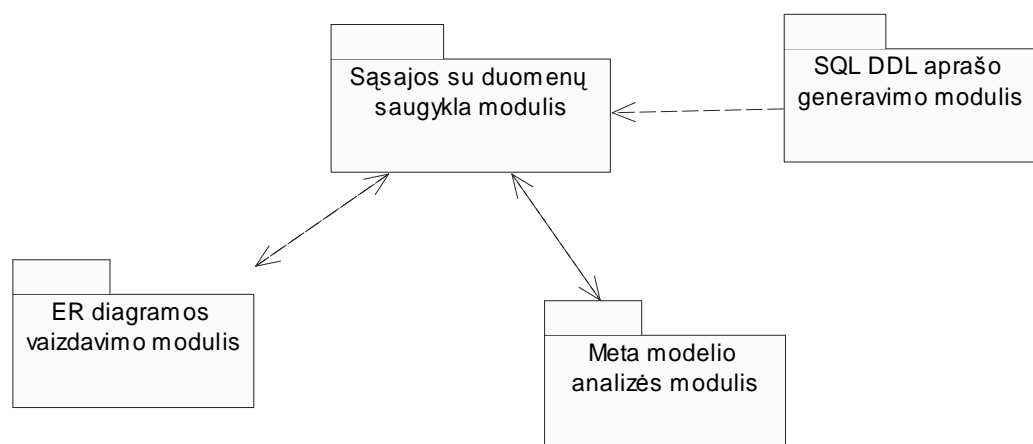 Sąsajos su duomenų
saugykla modulis
SQL DDL aprašo
generavimo modulis
ER diagramos
vaizdavimo modulis
Meta modelio
analizės modulis